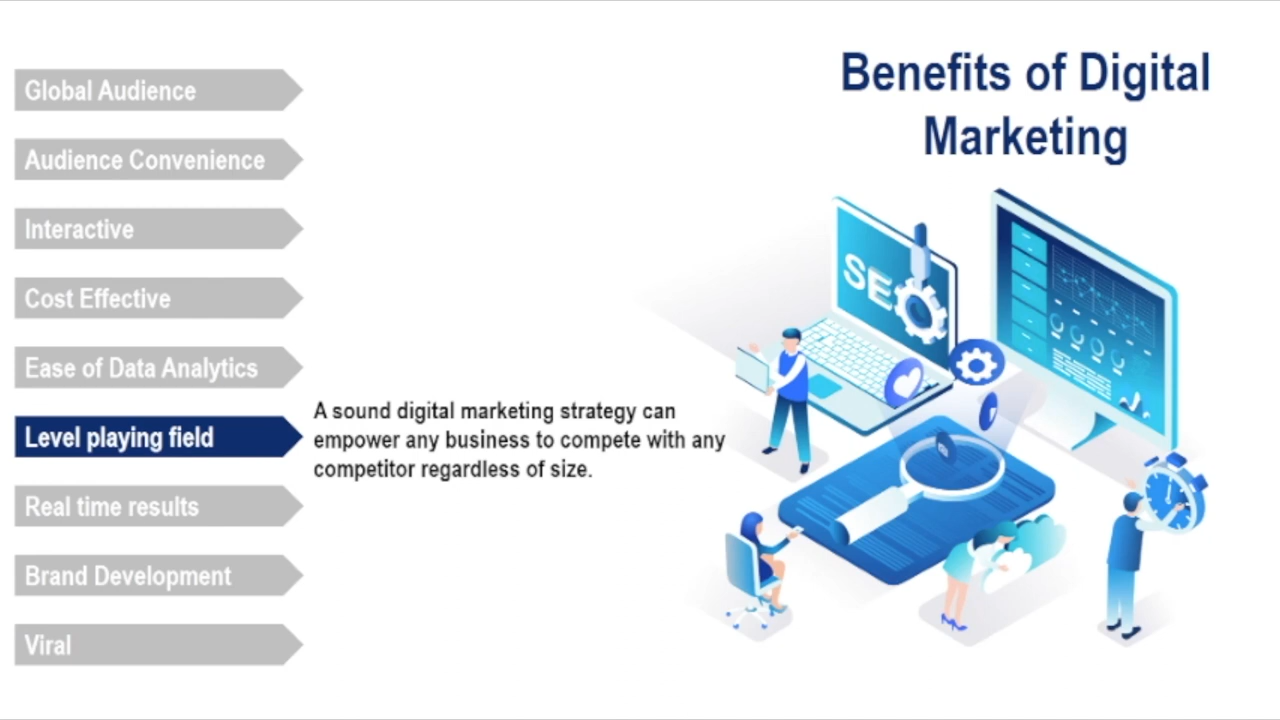 Benefits of Digital
Marketing
Global Audience
Audience Convenience
Interactive
Cost Effective
Ease of Data Analytics
Level playing field
A sound digital marketing strategy can
empower any business to compete with any
competitor regardless of size.
Real time results
Brand Development
Viral
SEO